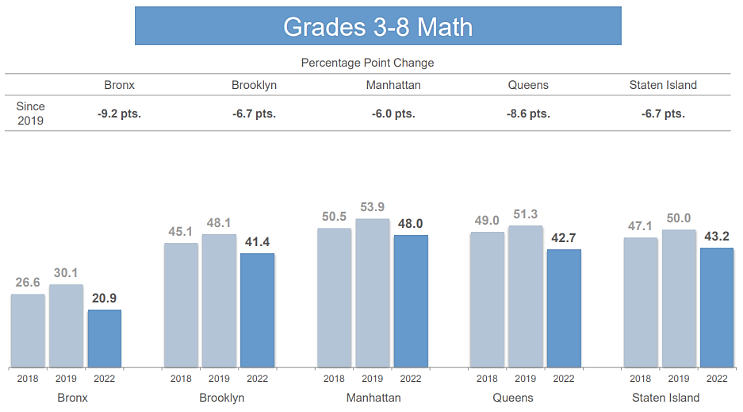 Grades 3-8 Math
Percentage Point Change
Bronx Brooklyn Manhattan Queens Staten Island
Since 2019 -9.2 pts. -6.7 pts. -6.0 pts. -8.6 pts. -6.7 pts.
26.6 30.1 20.9 45.1 48.1 41.4 50.5 53.9 48.0 49.0 51.3 42.7 47.1 50.0 43.2
2018 2019 2022 2018 2019 2022 2018 2019 2022 2018 2019 2022 2018 2019 2022
Bronx Brooklyn Manhattan Queens Staten Island